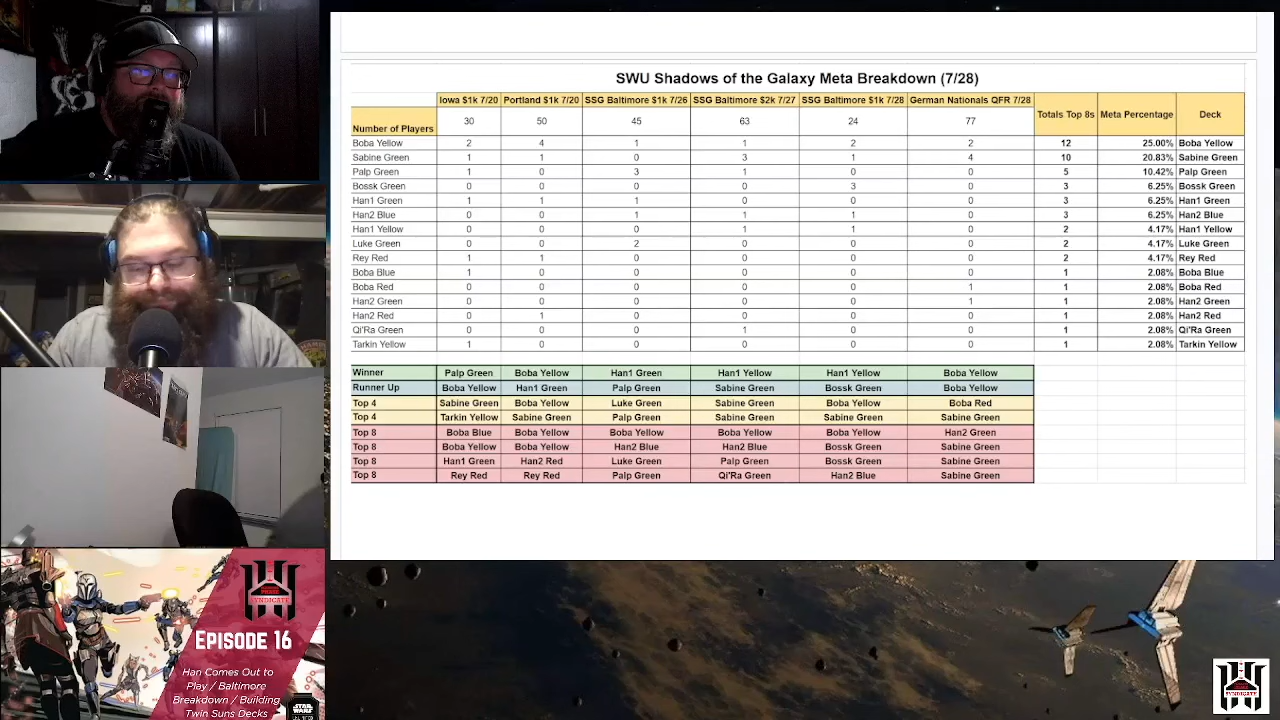 SWU Shadows of the Galaxy Meta Breakdown (7/28)
Iowa $1k 7/20 Portland $1k 7/20 SSG Baltimore $1k 7/26 SSG Baltimore $2k 7/27 SSG Baltimore $1k 7/28 German Nationals QFR 7/28 Totals Top 8s Meta Percentage Deck
Number of Players 30 50 45 63 24 77
Boba Yellow 2 4 1 1 2 2 12 25.00% Boba Yellow
Sabine Green 1 1 0 3 1 4 10 20.83% Sabine Green
Palp Green 1 0 3 1 0 0 5 10.42% Palp Green
Bossk Green 0 0 0 0 3 0 3 6.25% Bossk Green
Han1 Green 1 1 1 0 0 0 3 6.25% Han1 Green
Han2 Blue 0 0 1 1 1 0 3 6.25% Han2 Blue
Han1 Yellow 0 0 0 1 1 0 2 4.17% Han1 Yellow
Luke Green 0 0 2 0 0 0 2 4.17% Luke Green
Rey Red 1 1 0 0 0 0 2 4.17% Rey Red
Boba Blue 1 0 0 0 0 0 1 2.08% Boba Blue
Boba Red 0 0 0 0 0 1 1 2.08% Boba Red
Han2 Green 0 0 0 0 0 1 1 2.08% Han2 Green
Han2 Red 0 1 0 0 0 0 1 2.08% Han2 Red
Qi'Ra Green 0 0 0 1 0 0 1 2.08% Qi'Ra Green
Tarkin Yellow 1 0 0 0 0 0 1 2.08% Tarkin Yellow
Winner Palp Green Boba Yellow Han1 Green Han1 Yellow Han1 Yellow Boba Yellow
Runner Up Boba Yellow Han1 Green Palp Green Sabine Green Bossk Green Boba Yellow
Top 4 Sabine Green Boba Yellow Luke Green Sabine Green Boba Yellow Boba Red
Top 4 Tarkin Yellow Sabine Green Palp Green Sabine Green Sabine Green Sabine Green
Top 8 Boba Blue Boba Yellow Boba Yellow Boba Yellow Boba Yellow Han2 Green
Top 8 Boba Yellow Boba Yellow Han2 Blue Han2 Blue Bossk Green Sabine Green
Top 8 Han1 Green Han2 Red Luke Green Palp Green Bossk Green Sabine Green
Top 8 Rey Red Rey Red Palp Green Qi'Ra Green Han2 Blue Sabine Green
SYNDICATE
Episode 16
Han Comes Out to
Play / Baltimore
Breakdown / Building
Twin Suns Decks
STAR
WARS
SYNDICATE